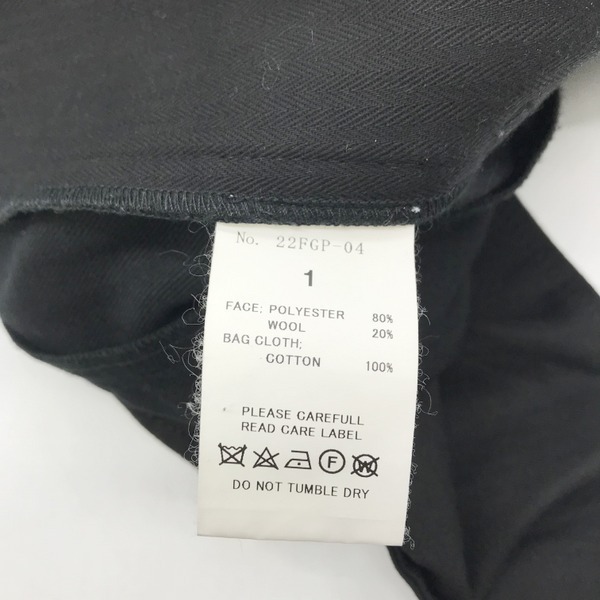 No. 22FGP-04
1
FACE; POLYESTER 80%
WOOL 20%
BAG CLOTH;
COTTON 100%
PLEASE CAREFULL
READ CARE LABEL
F W
DO NOT TUMBLE DRY